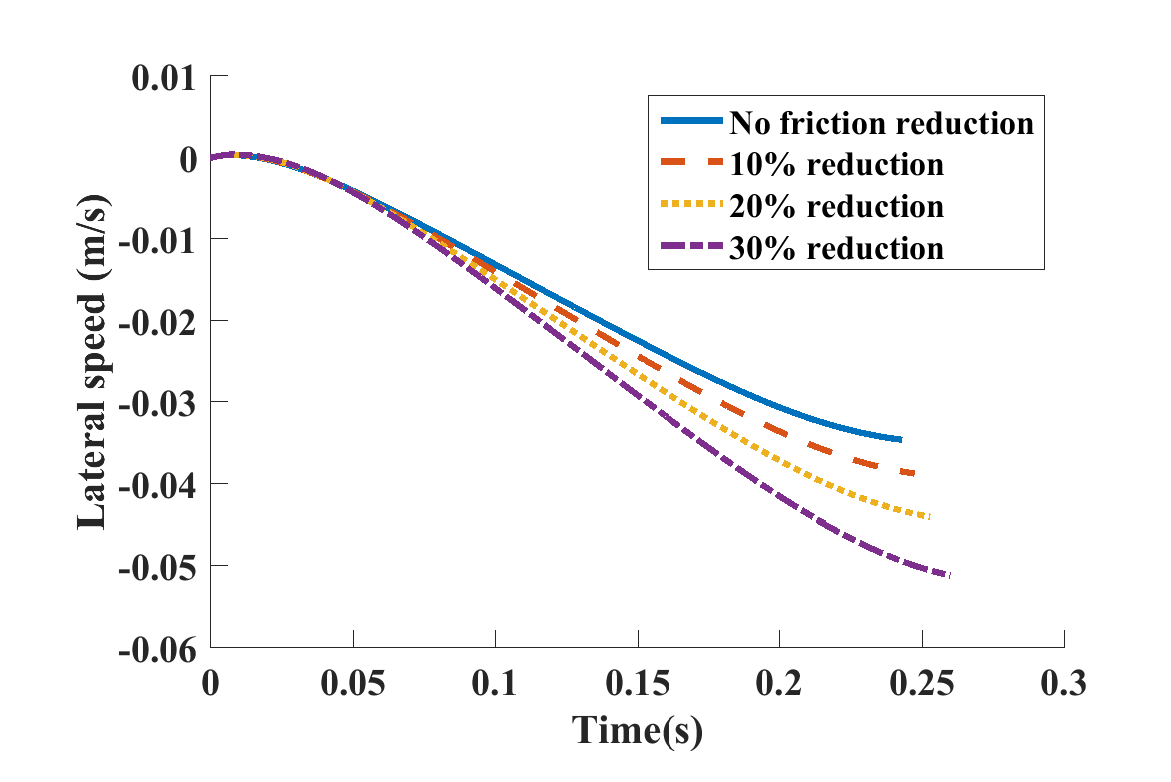 0.01
0
-0.01
-0.02
-0.03
-0.04
-0.05
-0.06
Lateral speed (m/s)
No friction reduction
10% reduction
20% reduction
30% reduction
0 0.05 0.1 0.15 0.2 0.25 0.3
Time(s)